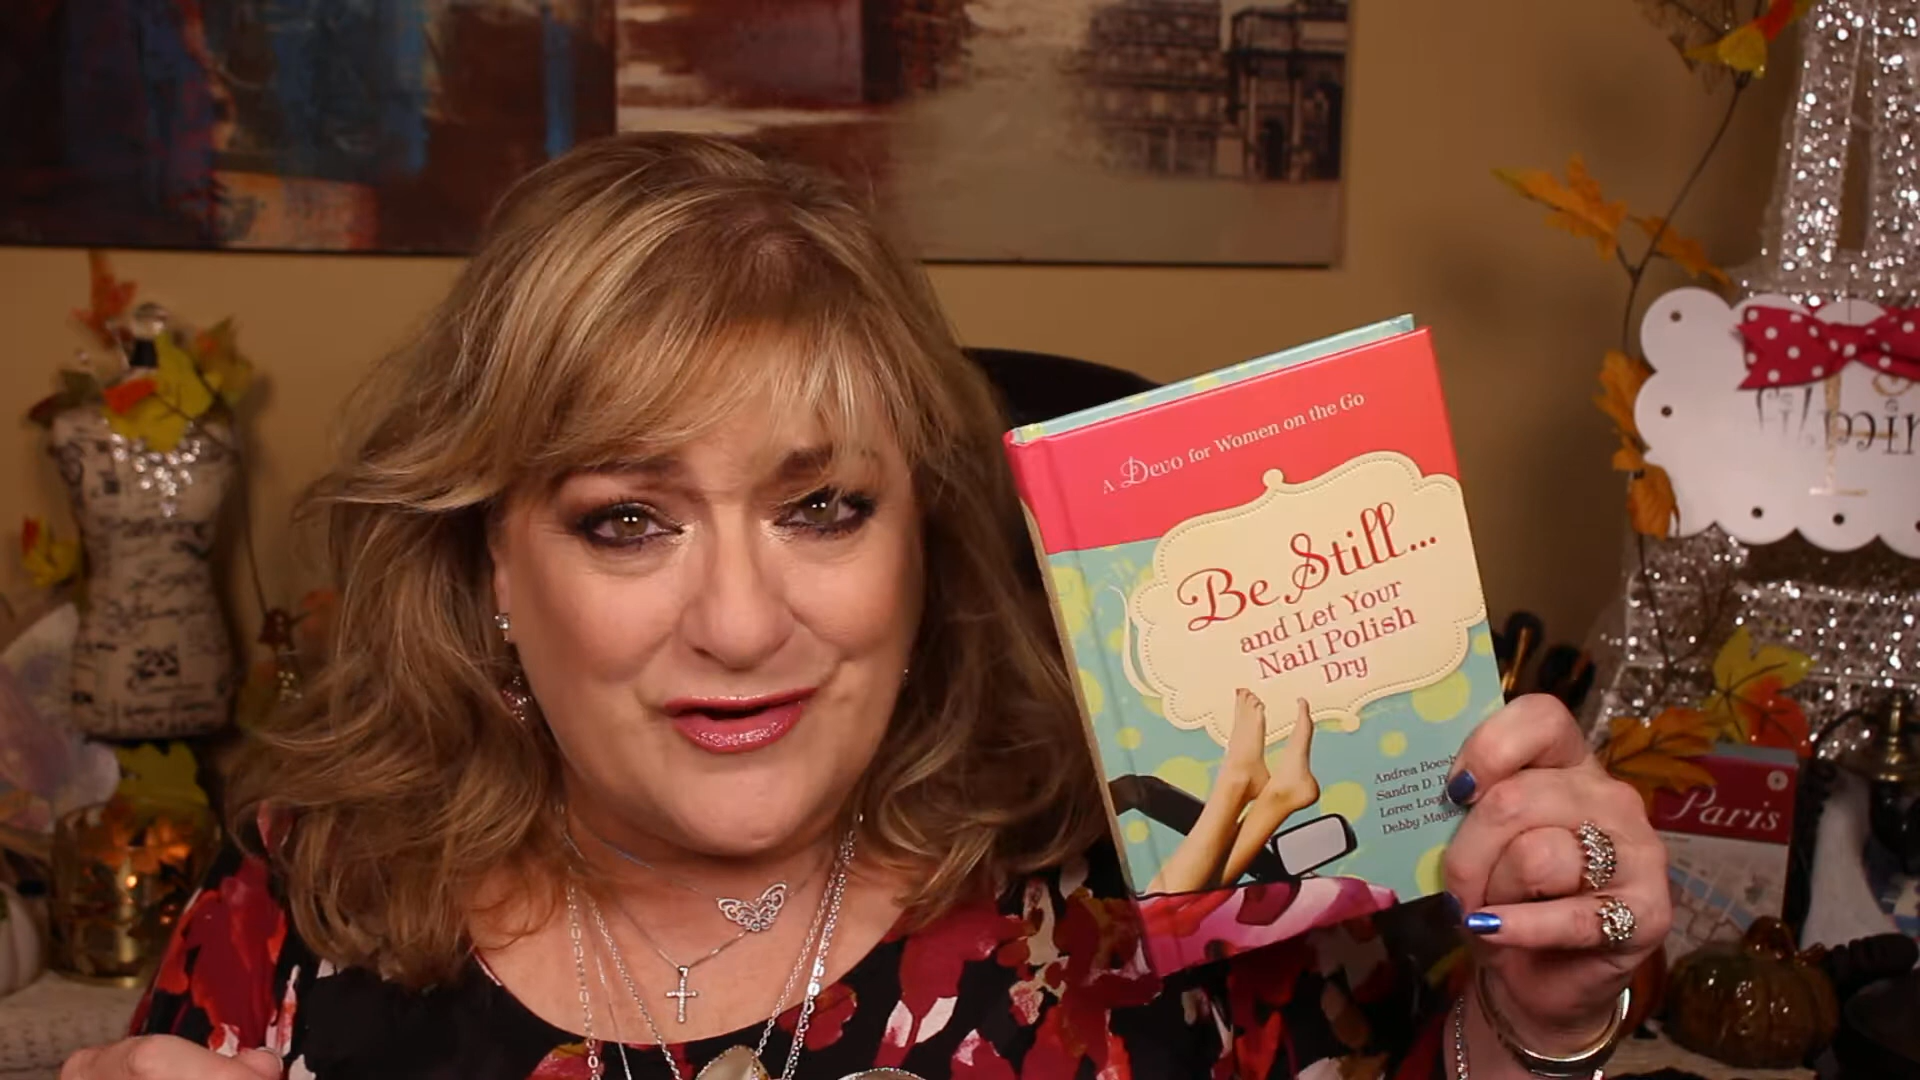 A Devo for Women on the Go
Be Still...
and Let Your
Nail Polish
Dry
Andrea
Sandra D.
Loree
Debby
Paris